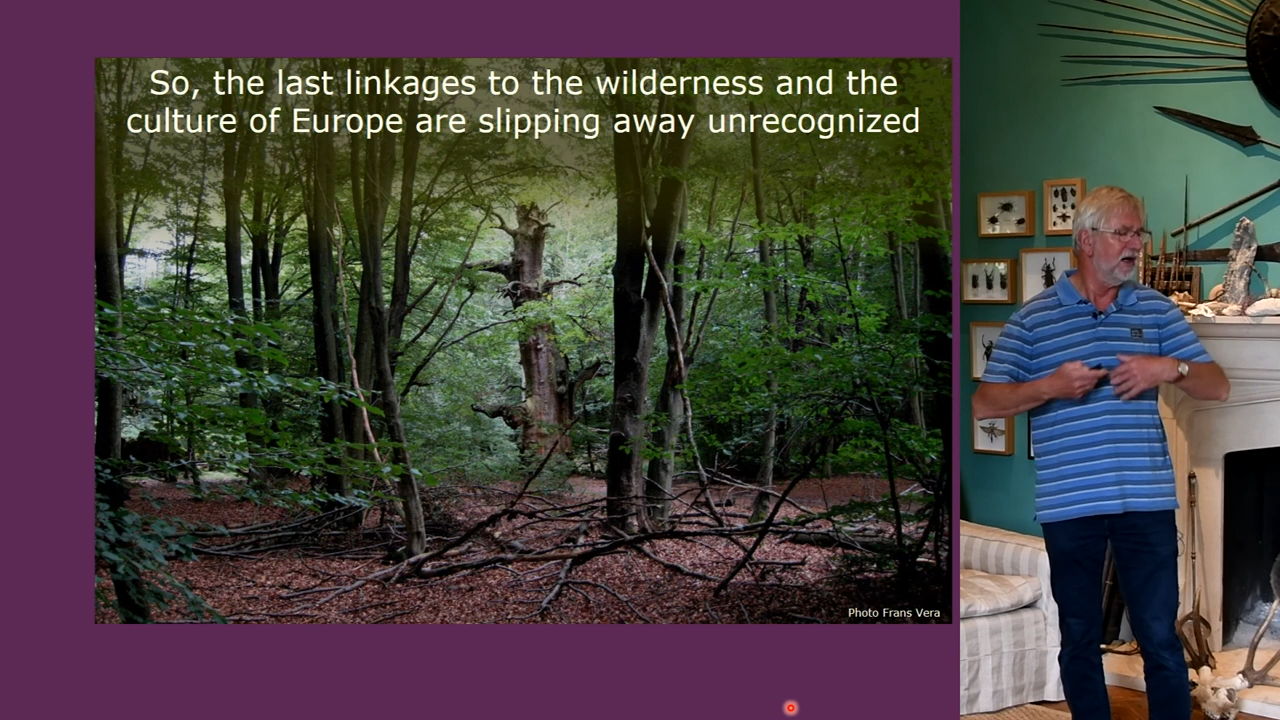 So, the last linkages to the wilderness and the
culture of Europe are slipping away unrecognized
Photo Frans Vera